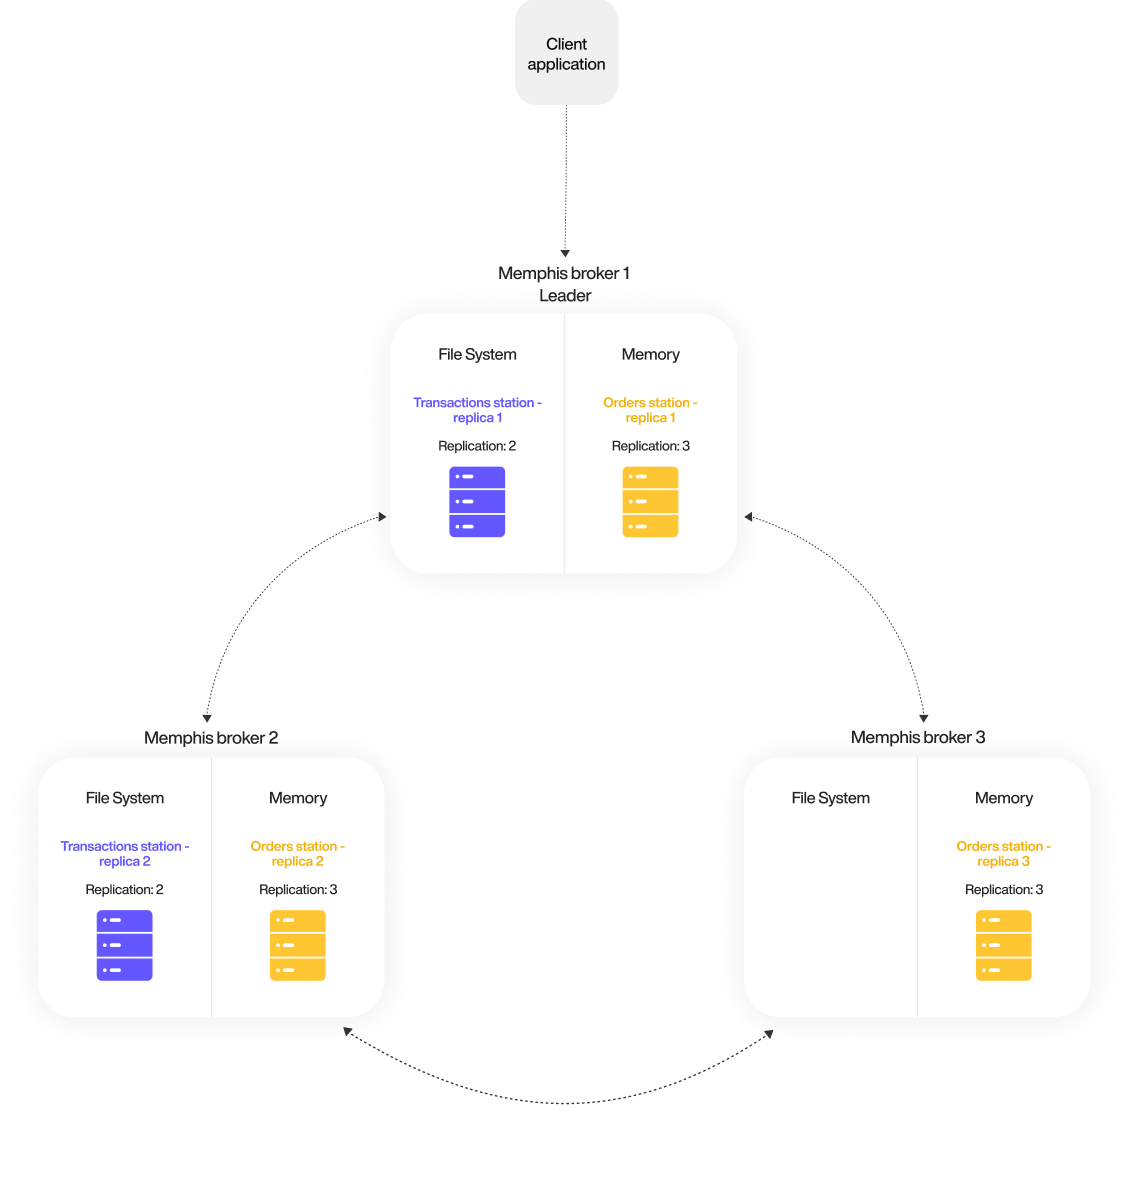 Client
application
Memphis broker 1
Leader
File System
Memory
Transactions station -
replica 1
Orders station -
replica 1
Replication: 2
Replication: 3
Memphis broker 2
File System
Memory
Transactions station -
replica 2
Orders station -
replica 2
Replication: 2
Replication: 3
Memphis broker 3
File System
Memory
Orders station -
replica 3
Replication: 3